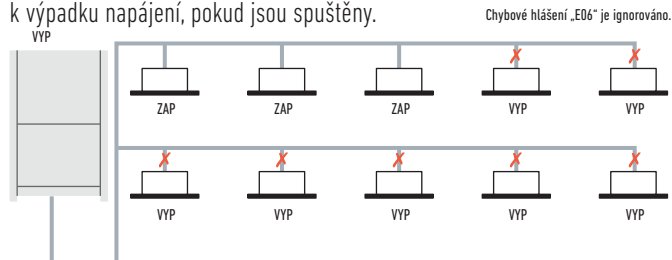 k výpadku napájení, pokud jsou spuštěny.
Chybové hlášení „E06“ je ignorováno.
VYP
ZAP ZAP ZAP VYP VYP
VYP VYP VYP VYP VYP